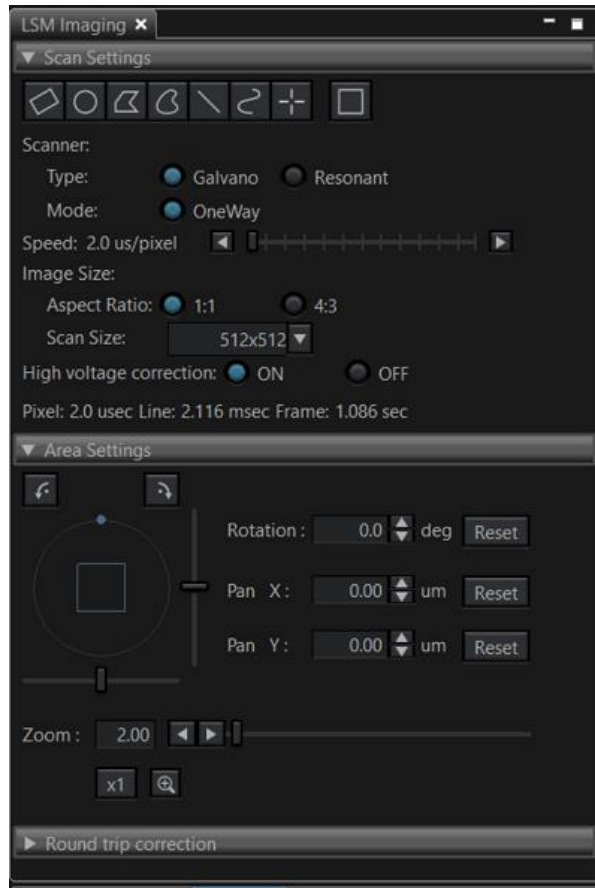 LSM Imaging
Scan Settings
Scanner:
Type: Galvano Resonant
Mode: OneWay
Speed: 2.0 us/pixel
Image Size:
Aspect Ratio: 1:1 4:3
Scan Size: 512x512
High voltage correction: ON OFF
Pixel: 2.0 usec Line: 2.116 msec Frame: 1.086 sec
Area Settings
Rotation : 0.0 deg Reset
Pan X : 0.00 um Reset
Pan Y : 0.00 um Reset
Zoom : 2.00
x1
Round trip correction